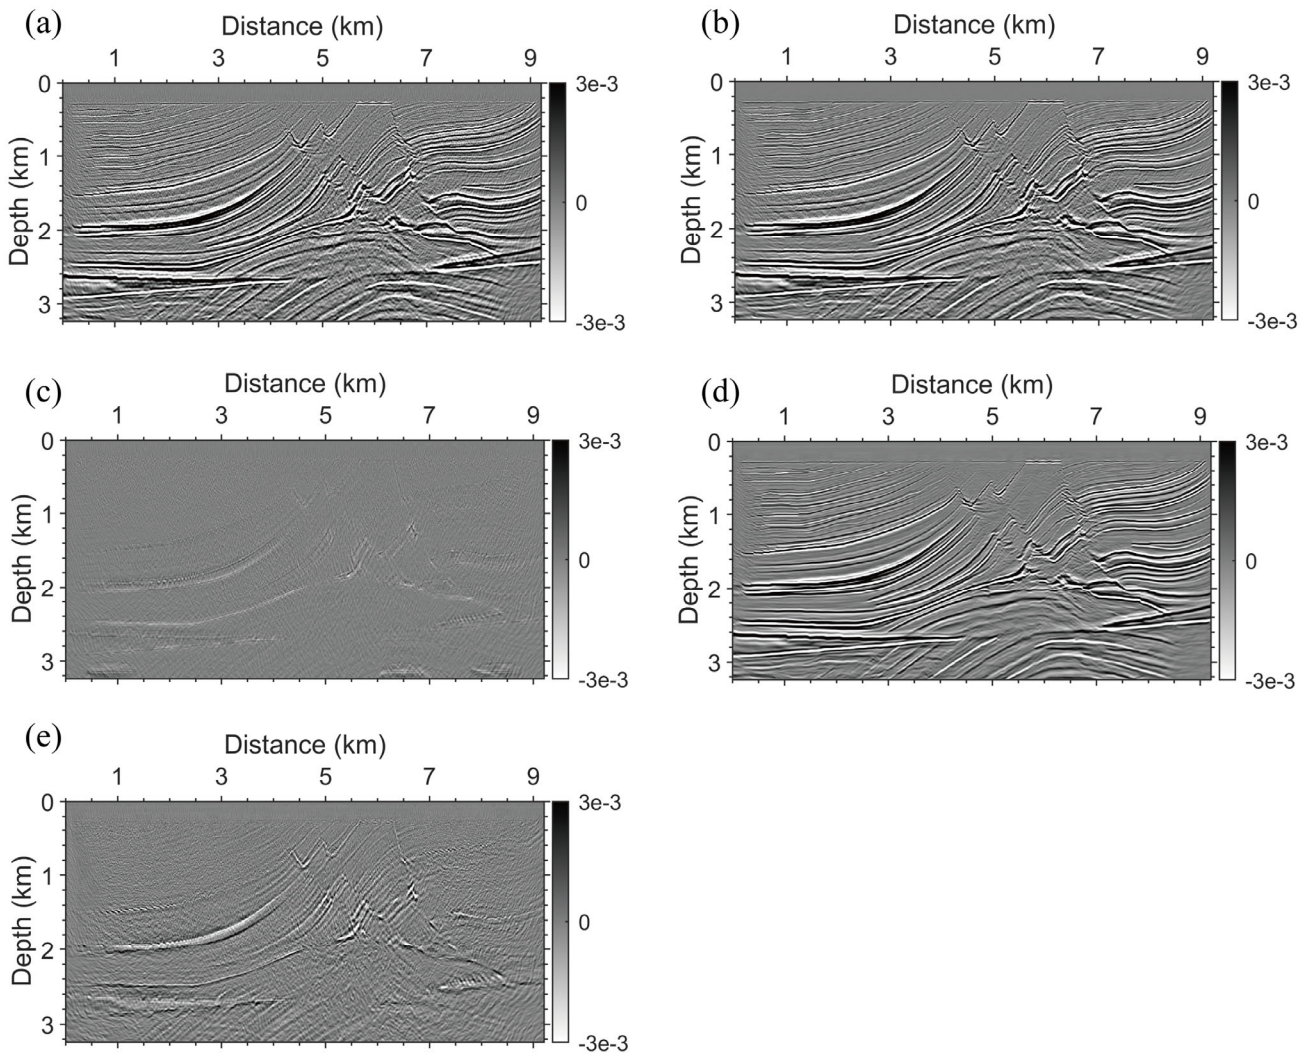 (a)
Distance (km)
1 3 5 7 9
0
1
2
3
Depth (km)
3e-3
0
-3e-3
(b)
Distance (km)
1 3 5 7 9
0
1
2
3
Depth (km)
3e-3
0
-3e-3
(c)
Distance (km)
1 3 5 7 9
0
1
2
3
Depth (km)
3e-3
0
-3e-3
(d)
Distance (km)
1 3 5 7 9
0
1
2
3
Depth (km)
3e-3
0
-3e-3
(e)
Distance (km)
1 3 5 7 9
0
1
2
3
Depth (km)
3e-3
0
-3e-3